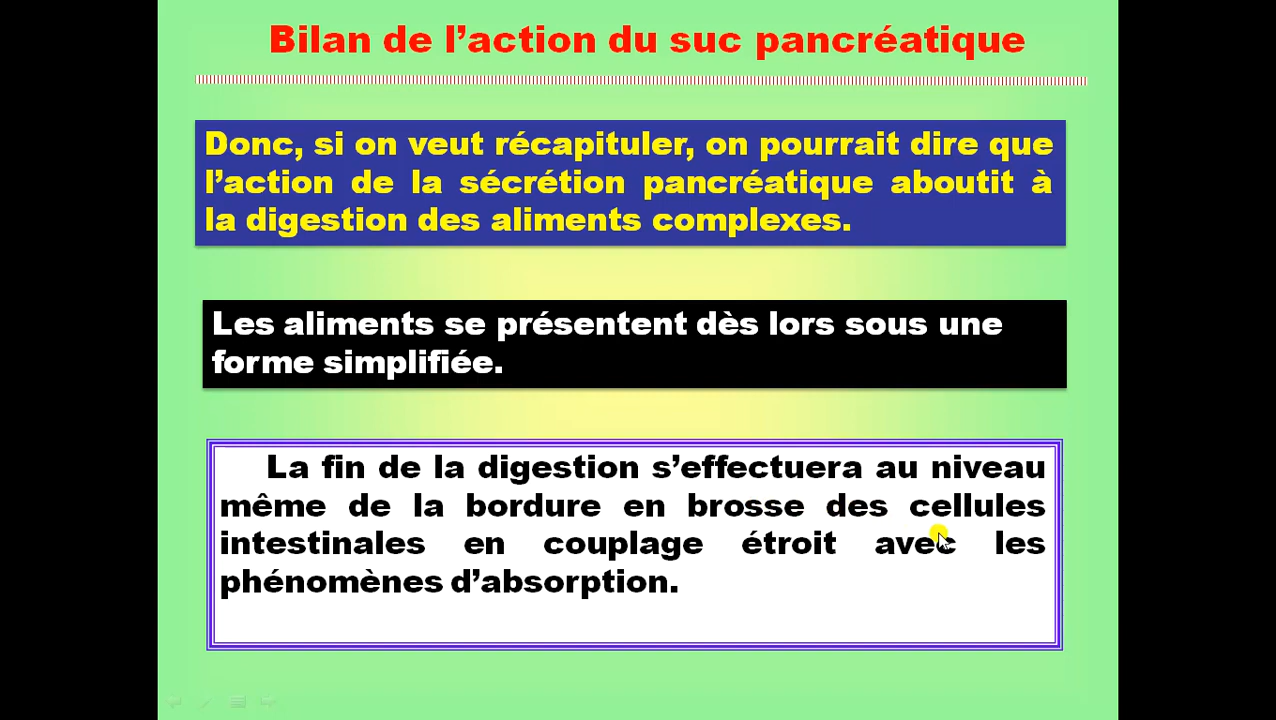 Bilan de l’action du suc pancréatique
Donc, si on veut récapituler, on pourrait dire que
l’action de la sécrétion pancréatique aboutit à
la digestion des aliments complexes.
Les aliments se présentent dès lors sous une
forme simplifiée.
La fin de la digestion s’effectuera au niveau
même de la bordure en brosse des cellules
intestinales en couplage étroit avec les
phénomènes d’absorption.